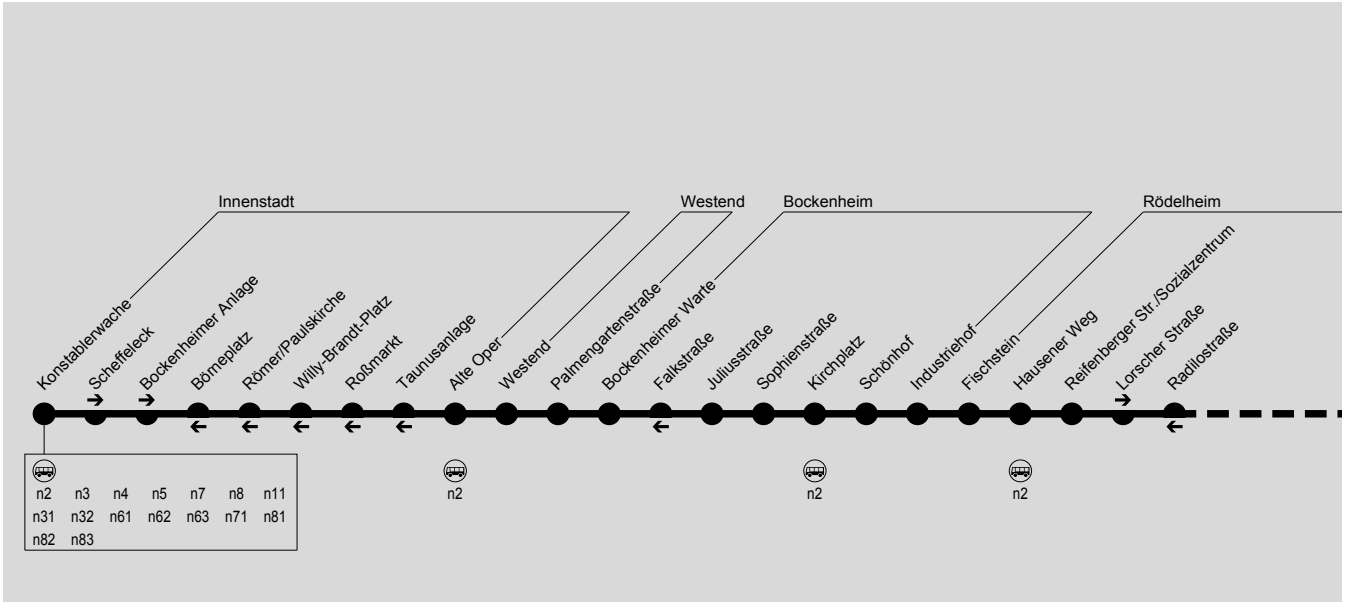 Innenstadt
Westend
Bockenheim
Rödelheim
Konstablerwache
Scheffeleck
Bockenheimer Anlage
Börneplatz
Römer/Paulskirche
Willy-Brandt-Platz
Roßmarkt
Taunusanlage
Alte Oper
Westend
Palmengartenstraße
Bockenheimer Warte
Falkstraße
Juliusstraße
Sophienstraße
Kirchplatz
Schönhof
Industriehof
Fischstein
Hausener Weg
Reifenberger Str./Sozialzentrum
Lorscher Straße
Radilostraße
n2 n3 n4 n5 n7 n8 n11
n31 n32 n61 n62 n63 n71 n81
n82 n83
n2
n2
n2